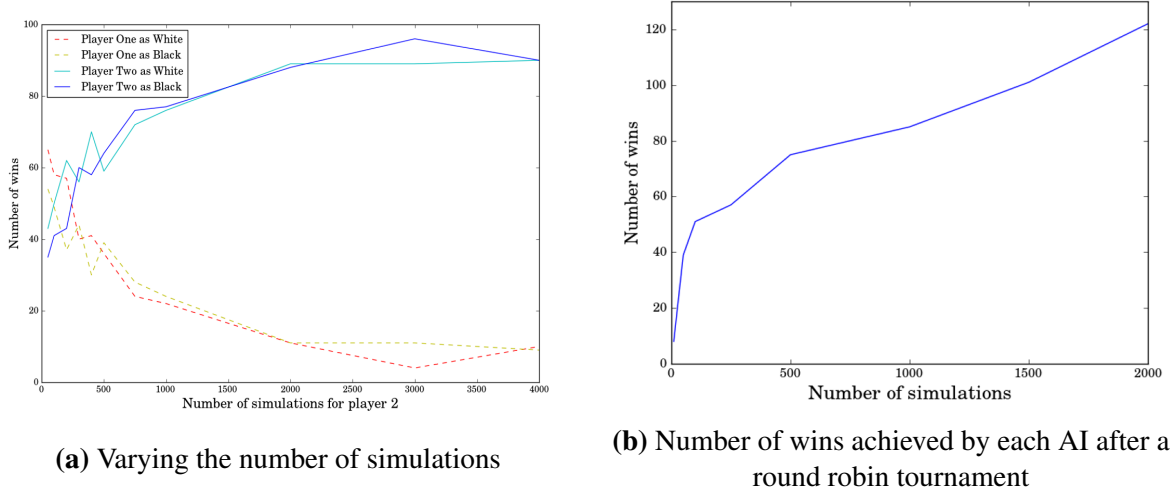 100
80
60
40
20
0
Number of wins
Player One as White
Player One as Black
Player Two as White
Player Two as Black
0 500 1000 1500 2000 2500 3000 3500 4000
Number of simulations for player 2
(a) Varying the number of simulations
120
100
80
60
40
20
0
Number of wins
0 500 1000 1500 2000
Number of simulations
(b) Number of wins achieved by each AI after a
round robin tournament